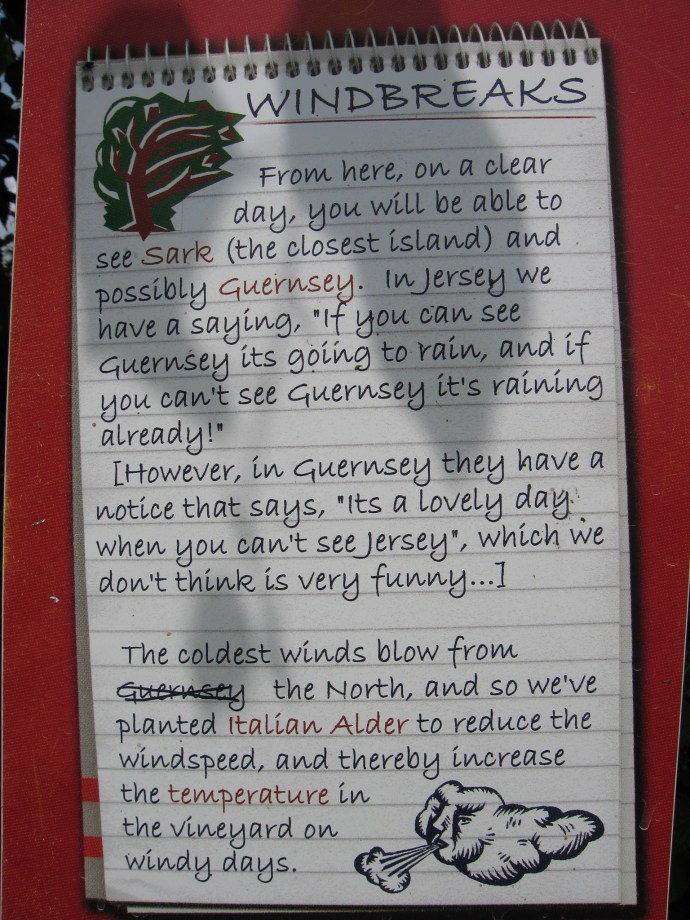 WINDBREAKS
From here, on a clear
day, you will be able to
see Sark (the closest island) and
possibly Guernsey. In Jersey we
have a saying, "If you can see
Guernsey its going to rain, and if
you can't see Guernsey it's raining
already!"
[However, in Guernsey they have a
notice that says, "Its a lovely day
when you can't see Jersey", which we
don't think is very funny...]
The coldest winds blow from
Guernsey the North, and so we've
planted Italian Alder to reduce the
windspeed, and thereby increase
the temperature in
the vineyard on
windy days.